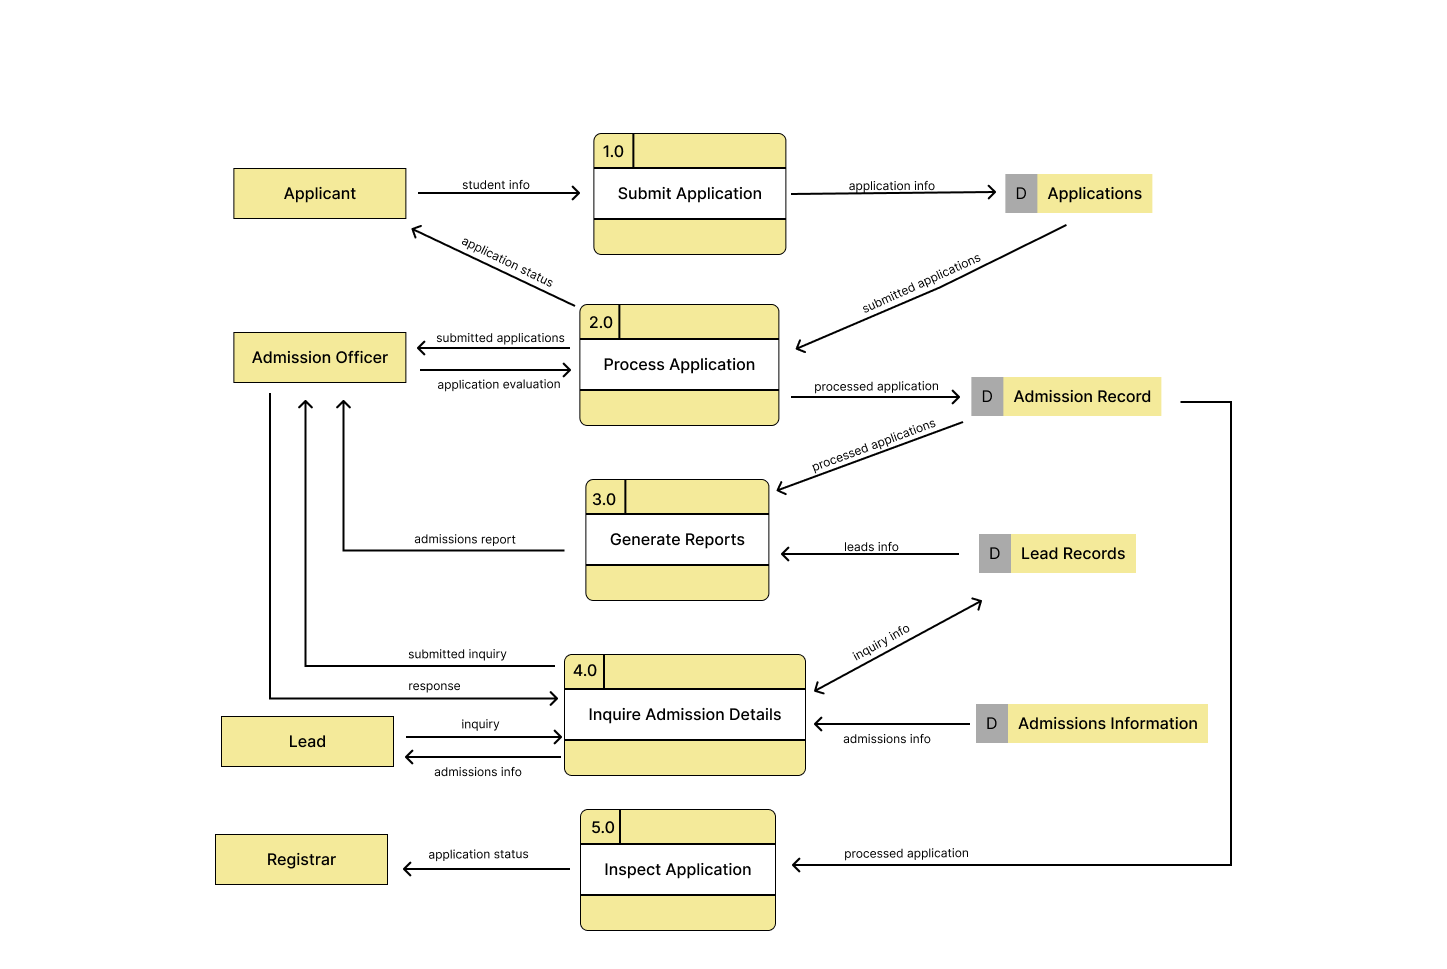 1.0
Applicant
student info
Submit Application
application info
D
Applications
application status
submitted applications
2.0
Admission Officer
submitted applications
application evaluation
Process Application
processed application
D
Admission Record
processed applications
3.0
admissions report
Generate Reports
leads info
D
Lead Records
inquiry info
submitted inquiry
response
4.0
Lead
inquiry
admissions info
Inquire Admission Details
admissions info
D
Admissions Information
5.0
Registrar
application status
Inspect Application
processed application